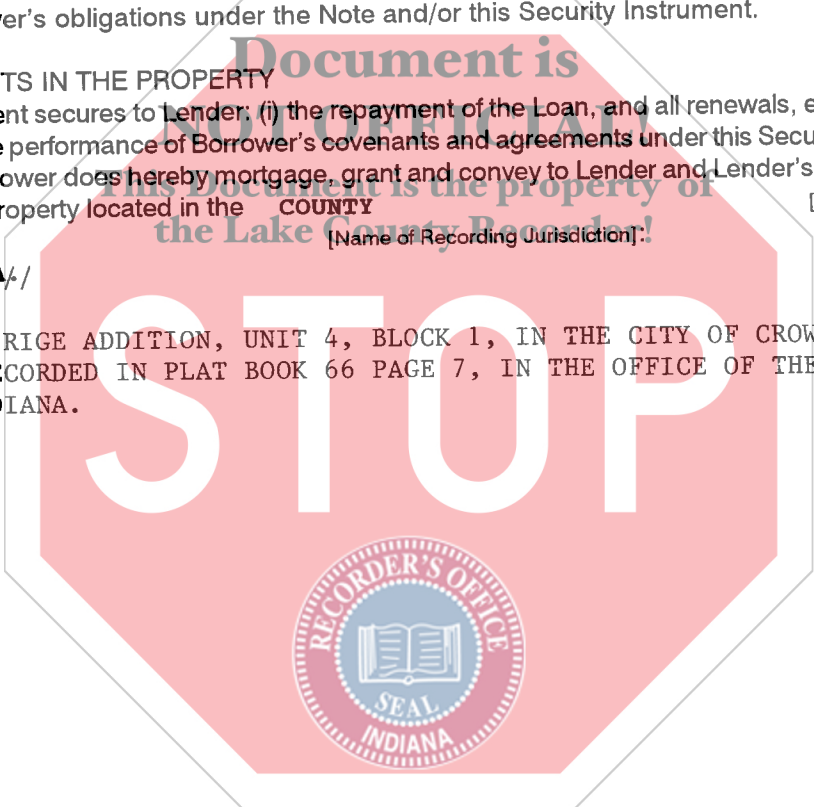 er's obligations under the Note and/or this Security Instrument.
Document is
TS IN THE PROPERTY
ent secures to Lender: (i) the repayment of the Loan, and all renewals, e
NOT OFFICIAL
e performance of Borrower's covenants and agreements under this Secu
ower does hereby mortgage, grant and convey to Lender and Lender's
This Document is the property of
roperty located in the COUNTY [
the Lake County Recorder!
[Name of Recording Jurisdiction]:
RIGE ADDITION, UNIT 4, BLOCK 1, IN THE CITY OF CROW
ECORDED IN PLAT BOOK 66 PAGE 7, IN THE OFFICE OF THE
DIANA.
STOP
RECORDER'S OFFICE
SEAL
INDIANA